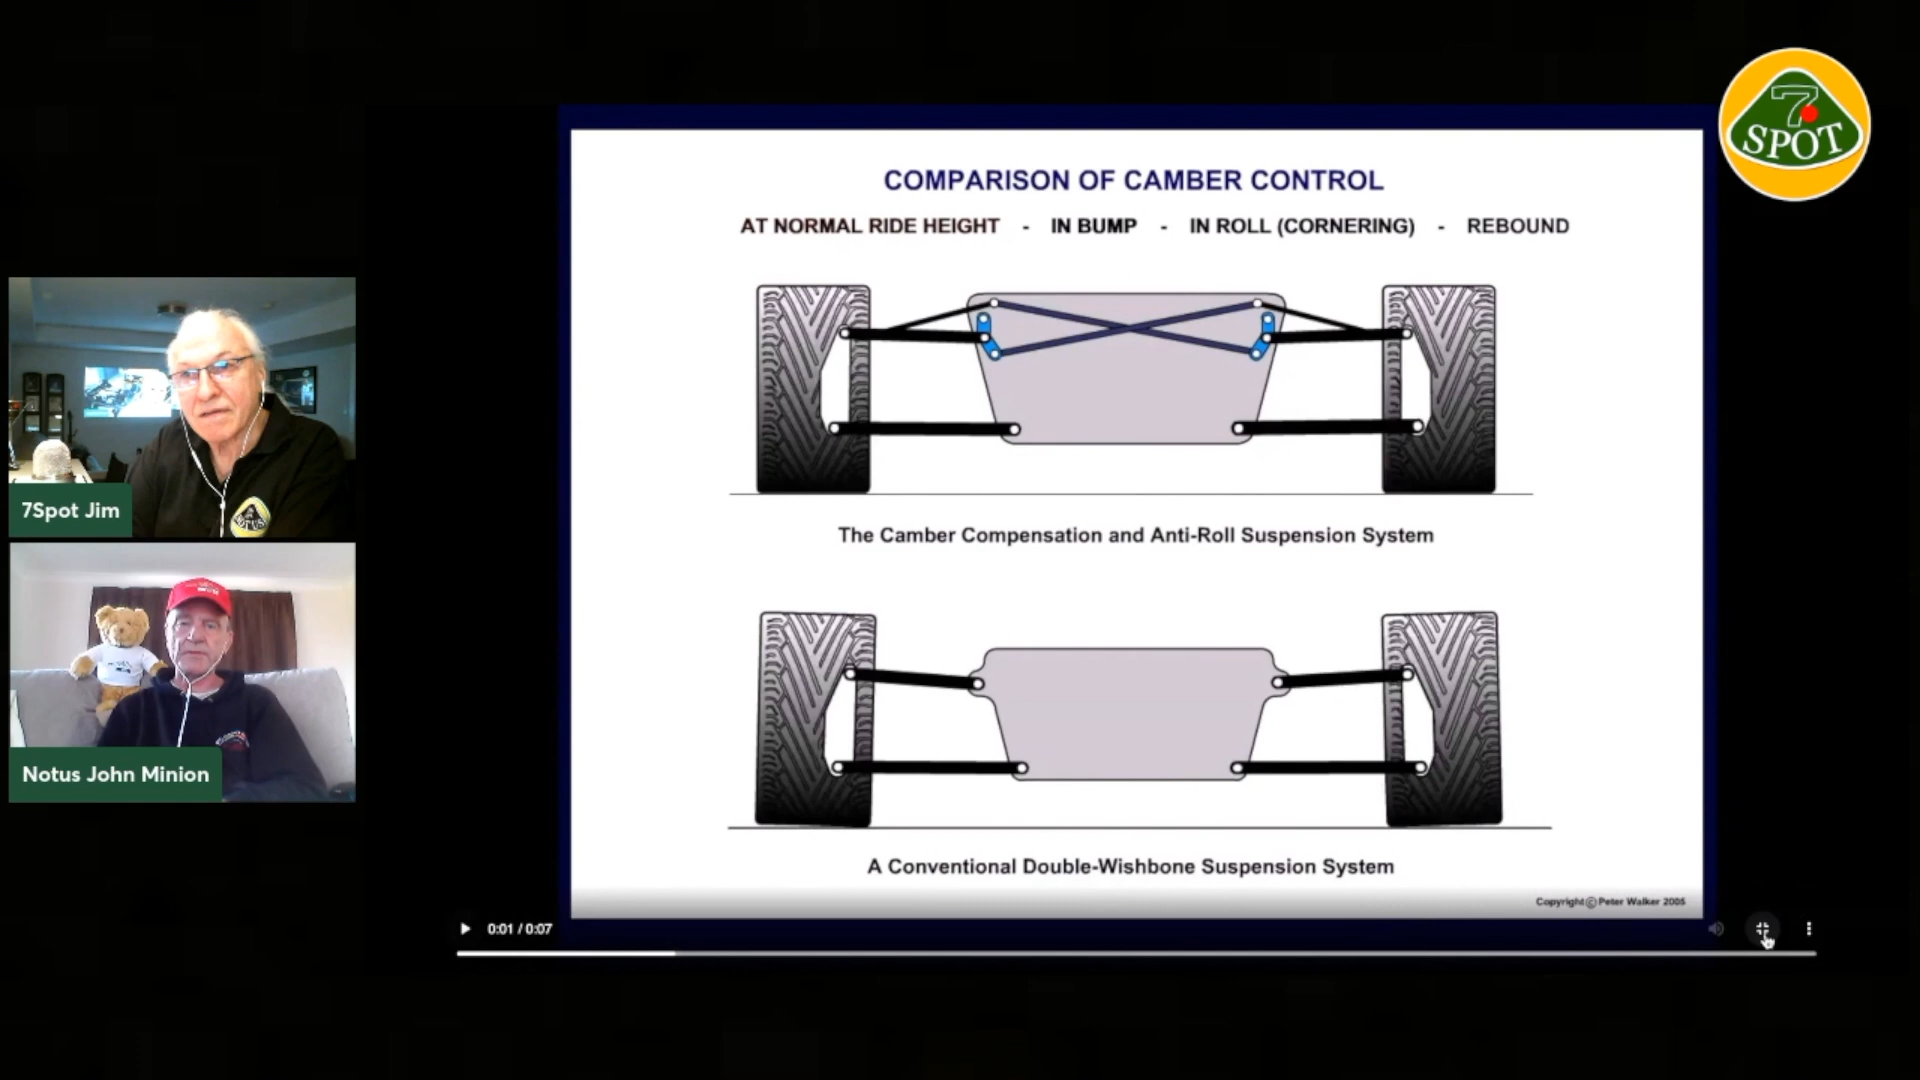 COMPARISON OF CAMBER CONTROL
AT NORMAL RIDE HEIGHT - IN BUMP - IN ROLL (CORNERING) - REBOUND
The Camber Compensation and Anti-Roll Suspension System
A Conventional Double-Wishbone Suspension System
Copyright © Peter Walker 2005
7
SPOT
7Spot Jim
Notus John Minion
0:01 / 0:07